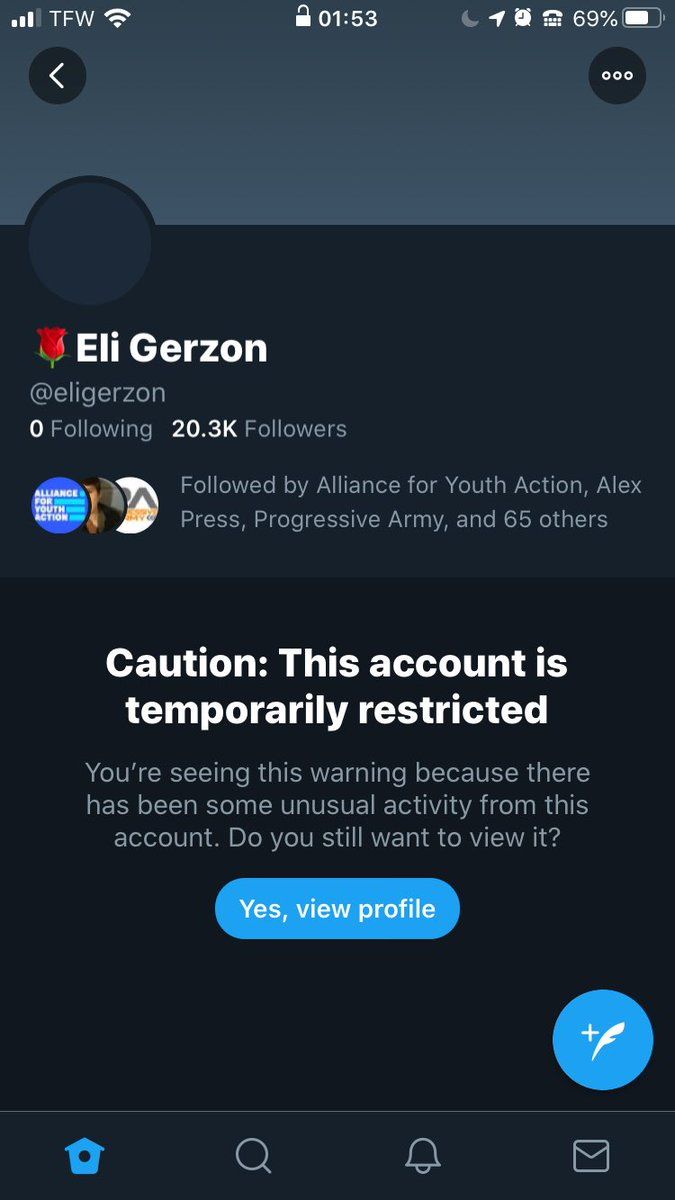 TFW 01:53 69%
🌹Eli Gerzon
@eligerzon
0 Following 20.3K Followers
ALLIANCE
FOR
YOUTH
ACTION
Followed by Alliance for Youth Action, Alex
Press, Progressive Army, and 65 others
Caution: This account is
temporarily restricted
You’re seeing this warning because there
has been some unusual activity from this
account. Do you still want to view it?
Yes, view profile